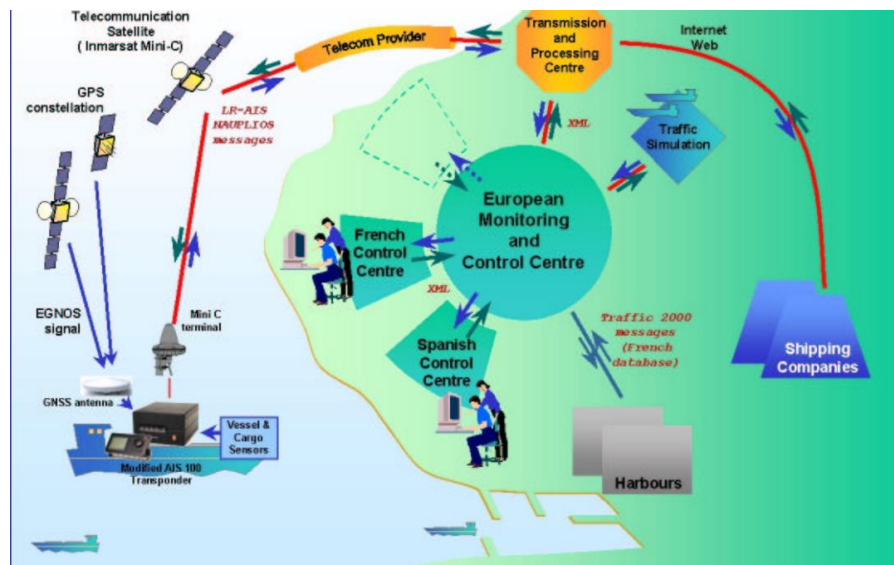 Telecommunication
Satellite
( Inmarsat Mini-C)
Telecom Provider
Transmission
and
Processing
Centre
Internet
Web
GPS
constellation
LR-AIS
NAUPLIOS
messages
XML
Traffic
Simulation
European
Monitoring
and
Control Centre
French
Control
Centre
XML
EGNOS
signal
Mini C
terminal
Traffic 2000
messages
(French
database)
Spanish
Control
Centre
Shipping
Companies
GNSS antenna
Vessel &
Cargo
Sensors
Modified AIS 100
Transponder
Harbours